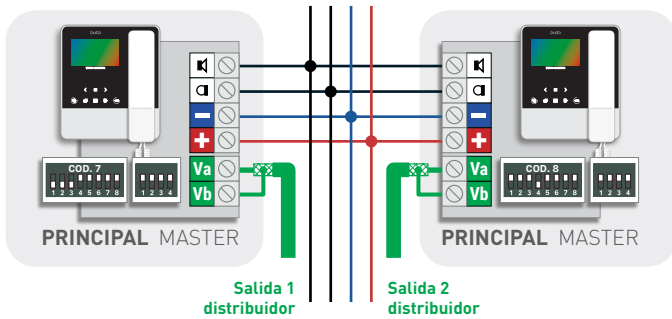 auta
auta
COD. 7
1 2 3 4 5 6 7 8
1 2 3 4
Va
Vb
COD. 8
1 2 3 4 5 6 7 8
1 2 3 4
Va
Vb
PRINCIPAL MASTER
PRINCIPAL MASTER
Salida 1
distribuidor
Salida 2
distribuidor